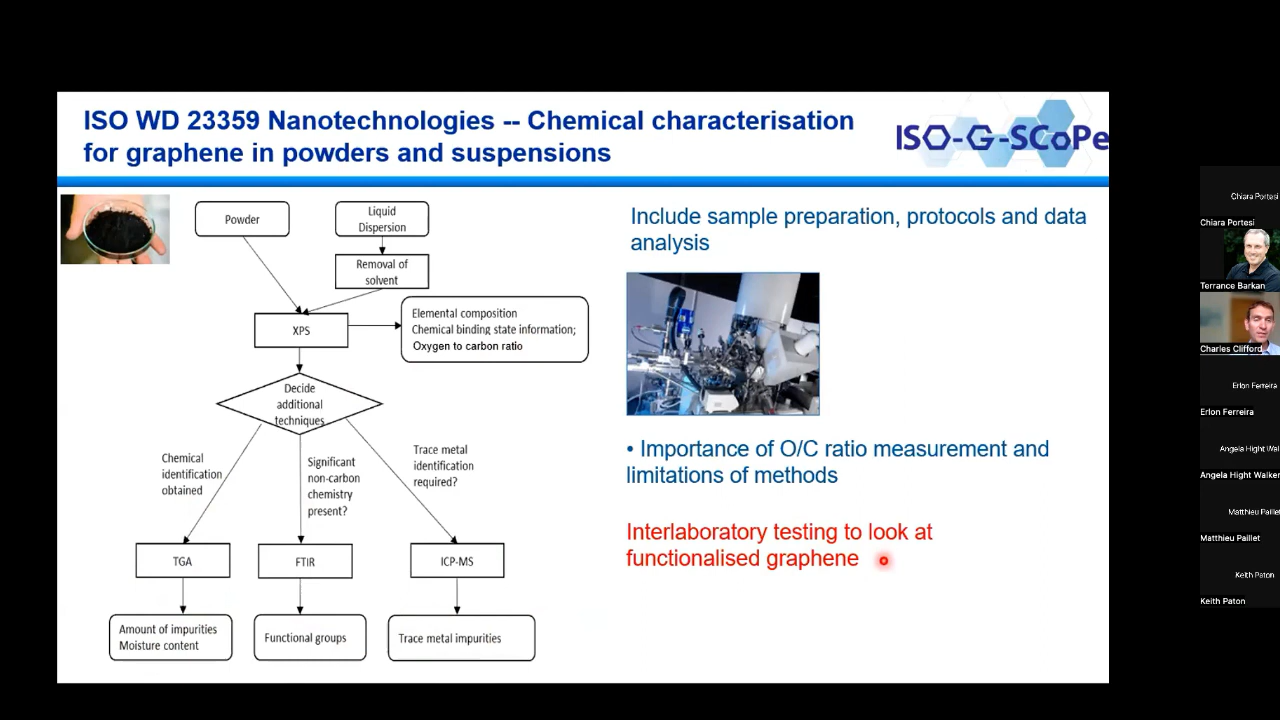 ISO WD 23359 Nanotechnologies -- Chemical characterisation
for graphene in powders and suspensions
ISO-G-SCoPe
Powder
Liquid
Dispersion
Removal of
solvent
XPS
Elemental composition
Chemical binding state information;
Oxygen to carbon ratio
Decide
additional
techniques
Chemical
identification
obtained
Significant
non-carbon
chemistry
present?
Trace metal
identification
required?
TGA
FTIR
ICP-MS
Amount of impurities
Moisture content
Functional groups
Trace metal impurities
Include sample preparation, protocols and data
analysis
• Importance of O/C ratio measurement and
limitations of methods
Interlaboratory testing to look at
functionalised graphene
Chiara Portesi
Chiara Portesi
Terrance Barkan
Charles Clifford
Erlon Ferreira
Erlon Ferreira
Angela Hight Wal
Angela Hight Walker
Matthieu Paillet
Matthieu Paillet
Keith Paton
Keith Paton